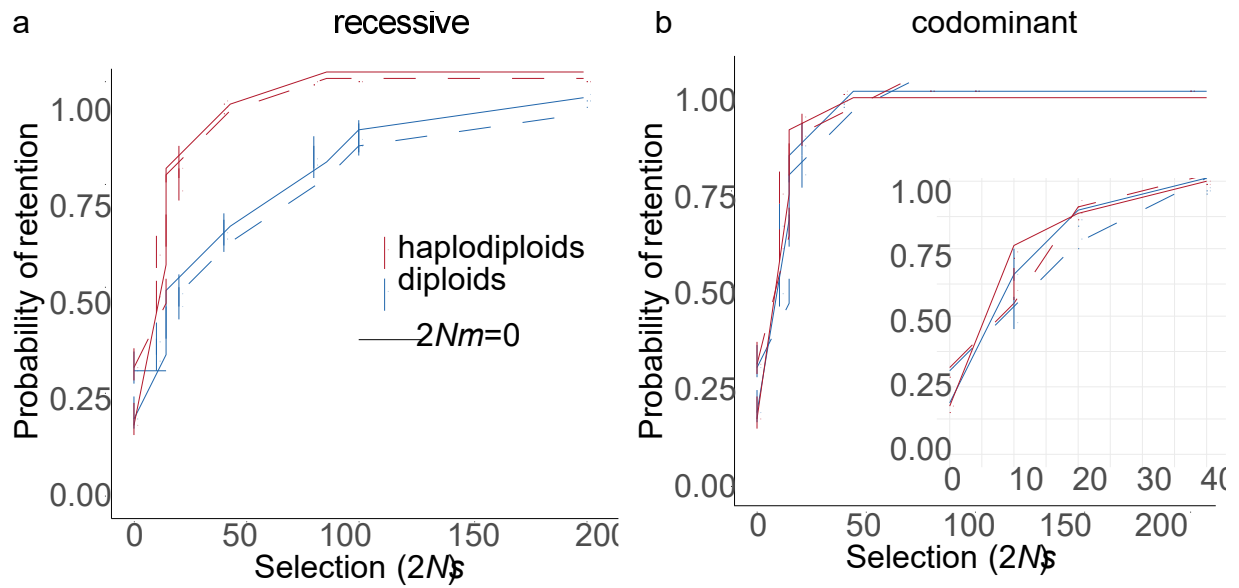 a
recessive
Probability of retention
1.00
0.75
0.50
0.25
0.00
haplodiploids
diploids
2Nm=0
0 50 100 150 200
Selection (2Ns)
b
codominant
Probability of retention
1.00
0.75
0.50
0.25
0.00
1.00
0.75
0.50
0.25
0.00
0 10 20 30 40
0 50 100 150 200
Selection (2Ns)